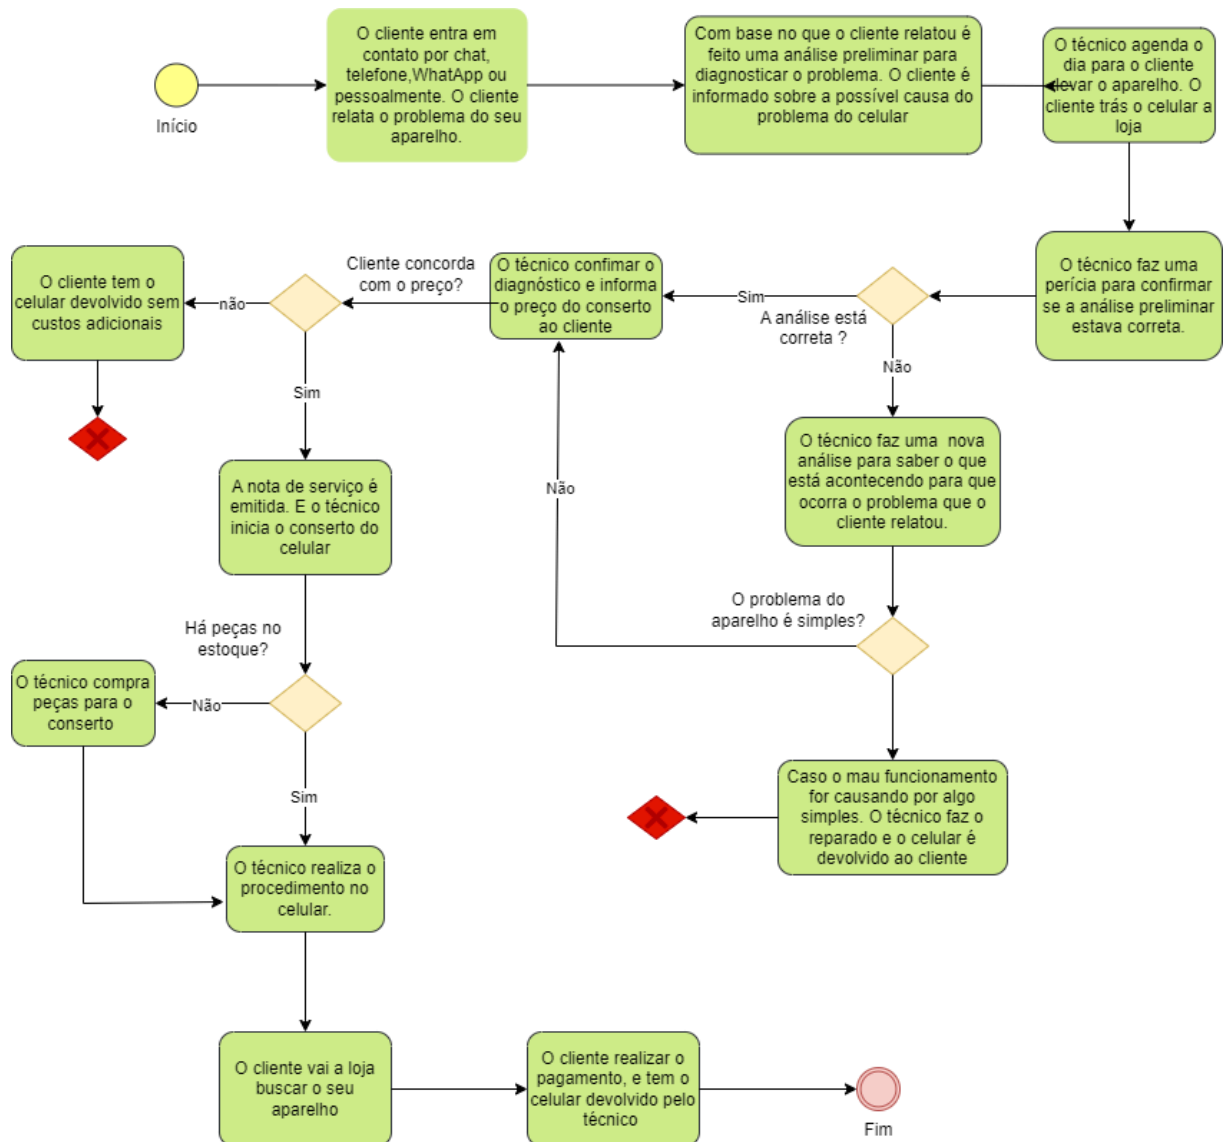 O cliente entra em
contato por chat,
telefone,WhatApp ou
pessoalmente. O cliente
relata o problema do seu
aparelho.
Com base no que o cliente relatou é
feito uma análise preliminar para
diagnosticar o problema. O cliente é
informado sobre a possível causa do
problema do celular
O técnico agenda o
dia para o cliente
levar o aparelho. O
cliente trás o celular a
loja
Início
O cliente tem o
celular devolvido sem
custos adicionais
não
Cliente concorda
com o preço?
O técnico confimar o
diagnóstico e informa
o preço do conserto
ao cliente
Sim
A análise está
correta ?
O técnico faz uma
perícia para confirmar
se a análise preliminar
estava correta.
Sim
Não
A nota de serviço é
emitida. E o técnico
inicia o conserto do
celular
Não
O técnico faz uma nova
análise para saber o que
está acontecendo para que
ocorra o problema que o
cliente relatou.
Há peças no
estoque?
O problema do
aparelho é simples?
O técnico compra
peças para o
conserto
Não
Sim
Caso o mau funcionamento
for causando por algo
simples. O técnico faz o
reparado e o celular é
devolvido ao cliente
O técnico realiza o
procedimento no
celular.
O cliente vai a loja
buscar o seu
aparelho
O cliente realizar o
pagamento, e tem o
celular devolvido pelo
técnico
Fim